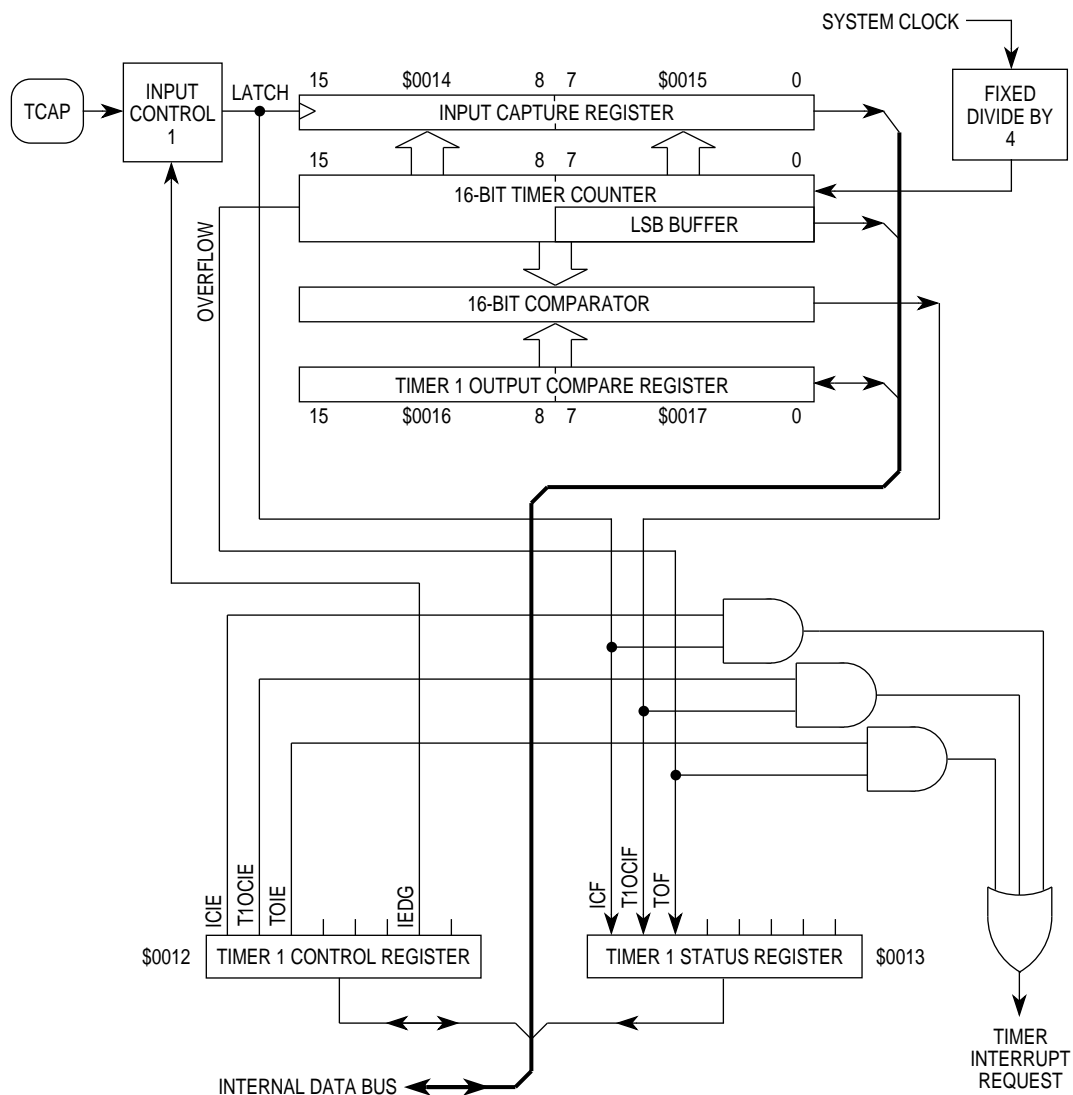 SYSTEM CLOCK
TCAP
INPUT
CONTROL
1
LATCH
15 $0014 8 7 $0015 0
INPUT CAPTURE REGISTER
FIXED
DIVIDE BY
4
15 8 7 0
16-BIT TIMER COUNTER
LSB BUFFER
OVERFLOW
16-BIT COMPARATOR
TIMER 1 OUTPUT COMPARE REGISTER
15 $0016 8 7 $0017 0
ICIE
T1OCIE
TOIE
IEDG
ICF
T1OCIF
TOF
$0012
TIMER 1 CONTROL REGISTER
TIMER 1 STATUS REGISTER
$0013
TIMER
INTERRUPT
REQUEST
INTERNAL DATA BUS